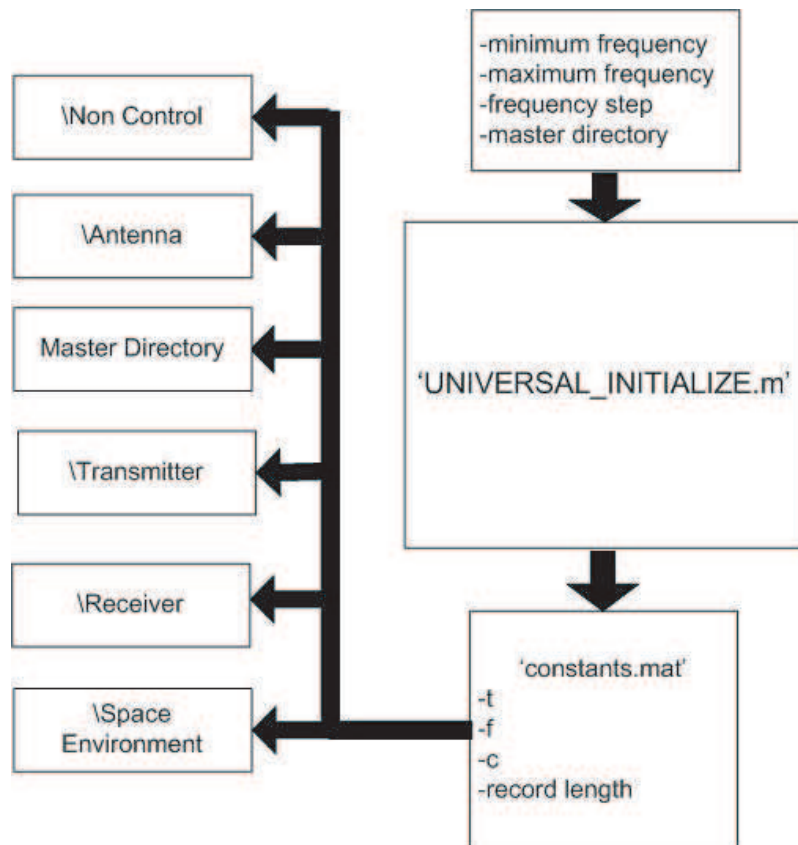 -minimum frequency
-maximum frequency
-frequency step
-master directory
\Non Control
\Antenna
Master Directory
\Transmitter
\Receiver
\Space
Environment
‘UNIVERSAL_INITIALIZE.m’
‘constants.mat’
-t
-f
-c
-record length